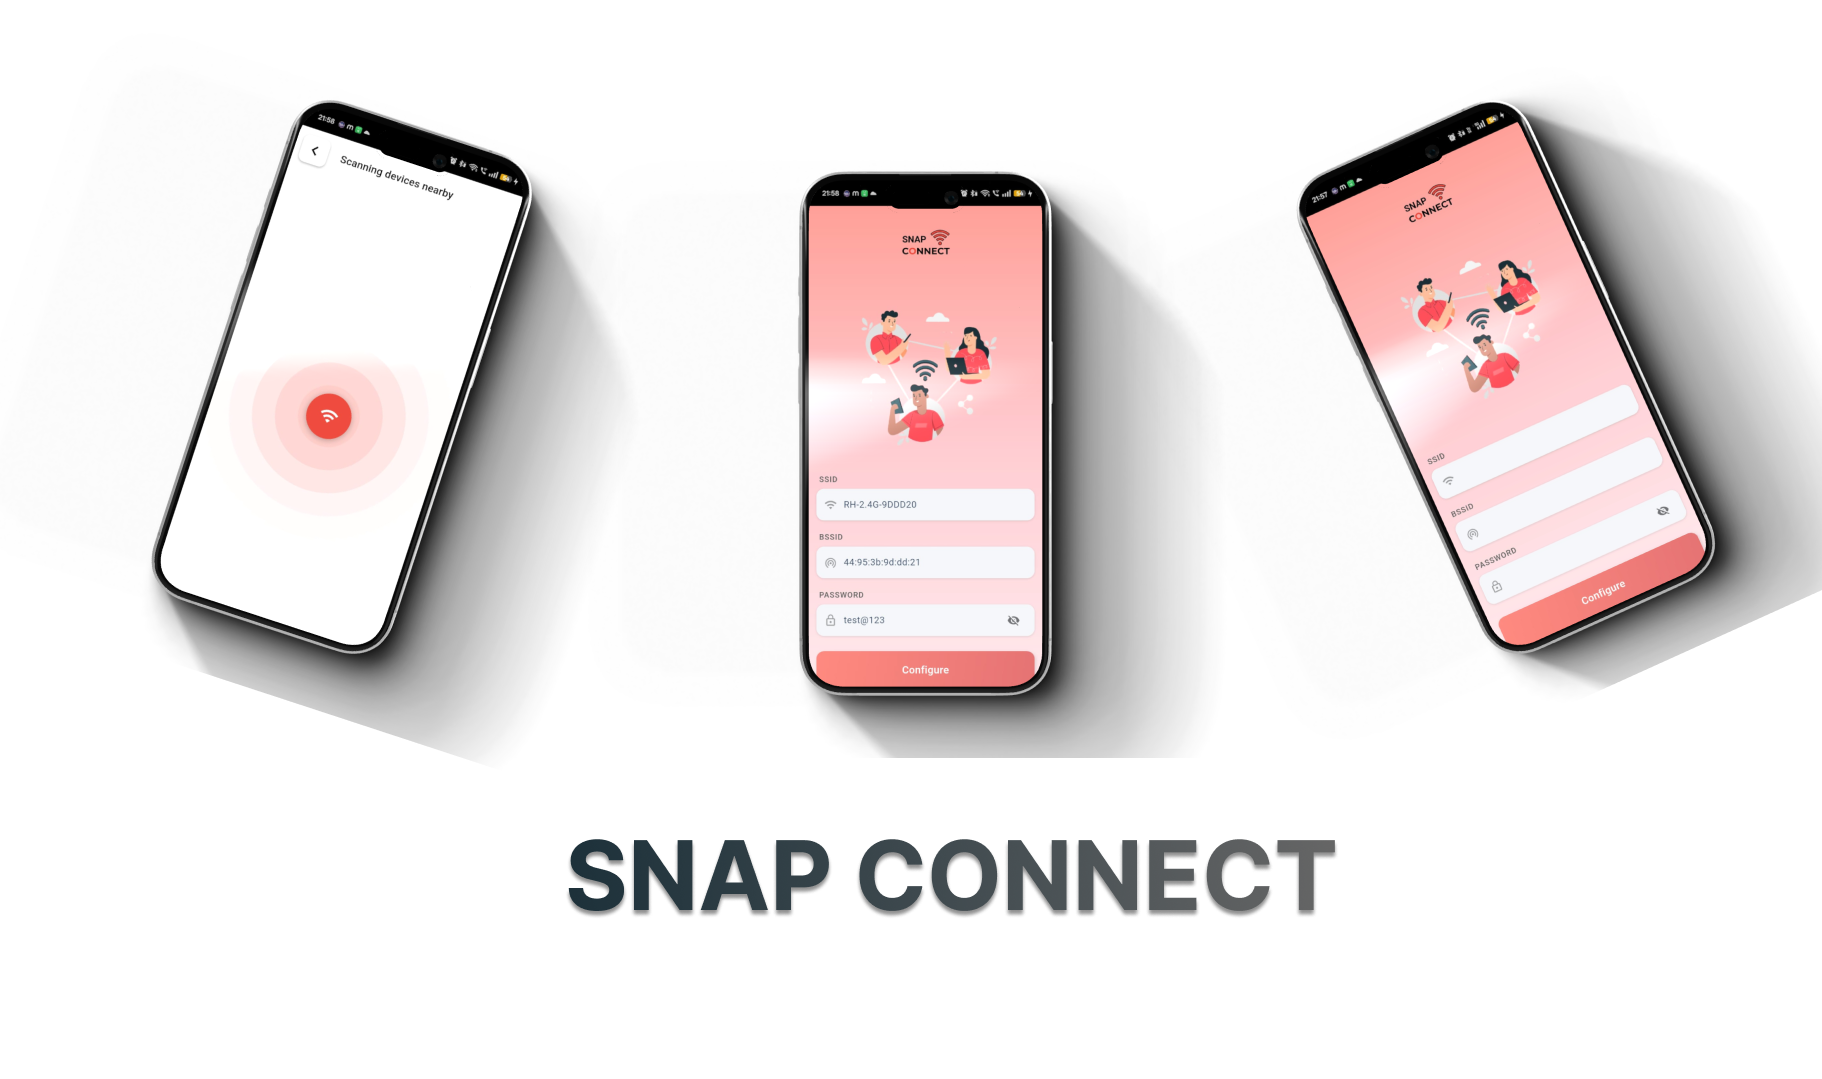 21:58
Scanning devices nearby
21:58
SNAP
CONNECT
SSID
RH-2.4G-9DDD20
BSSID
44:95:3b:9d:dd:21
PASSWORD
test@123
Configure
21:57
SNAP
CONNECT
SSID
BSSID
PASSWORD
Configure
SNAP CONNECT